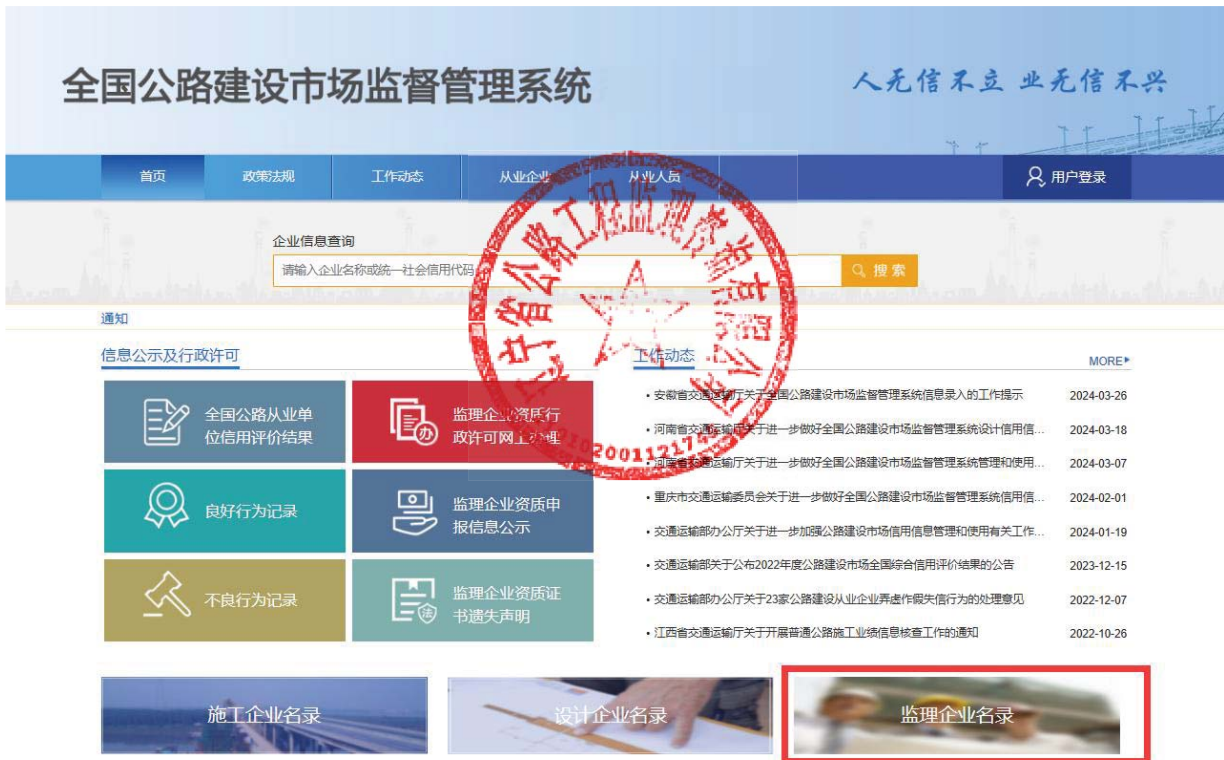 全国公路建设市场监督管理系统
人无信不立 业无信不兴
首页 政策法规 工作动态 从业企业 从业人员 用户登录
企业信息查询
请输入企业名称或统一社会信用代码
搜索
通知
信息公示及行政许可
全国公路从业单
位信用评价结果
监理企业资质行
政许可网上办理
良好行为记录
监理企业资质申
报信息公示
不良行为记录
监理企业资质证
书遗失声明
工作动态
MORE
• 安徽省交通运输厅关于全国公路建设市场监督管理系统信息录入的工作提示 2024-03-26
• 河南省交通运输厅关于进一步做好全国公路建设市场监督管理系统设计信用信... 2024-03-18
• 河南省交通运输厅关于进一步做好全国公路建设市场监督管理系统管理和使用... 2024-03-07
• 重庆市交通运输委员会关于进一步做好全国公路建设市场监督管理系统信用信... 2024-02-01
• 交通运输部办公厅关于进一步加强公路建设市场信用信息管理和使用有关工作... 2024-01-19
• 交通运输部关于公布2022年度公路建设市场全国综合信用评价结果的公告 2023-12-15
• 交通运输部办公厅关于23家公路建设从业企业弄虚作假失信行为的处理意见 2022-12-07
• 江西省交通运输厅关于开展普通公路施工业绩信息核查工作的通知 2022-10-26
施工企业名录
设计企业名录
监理企业名录